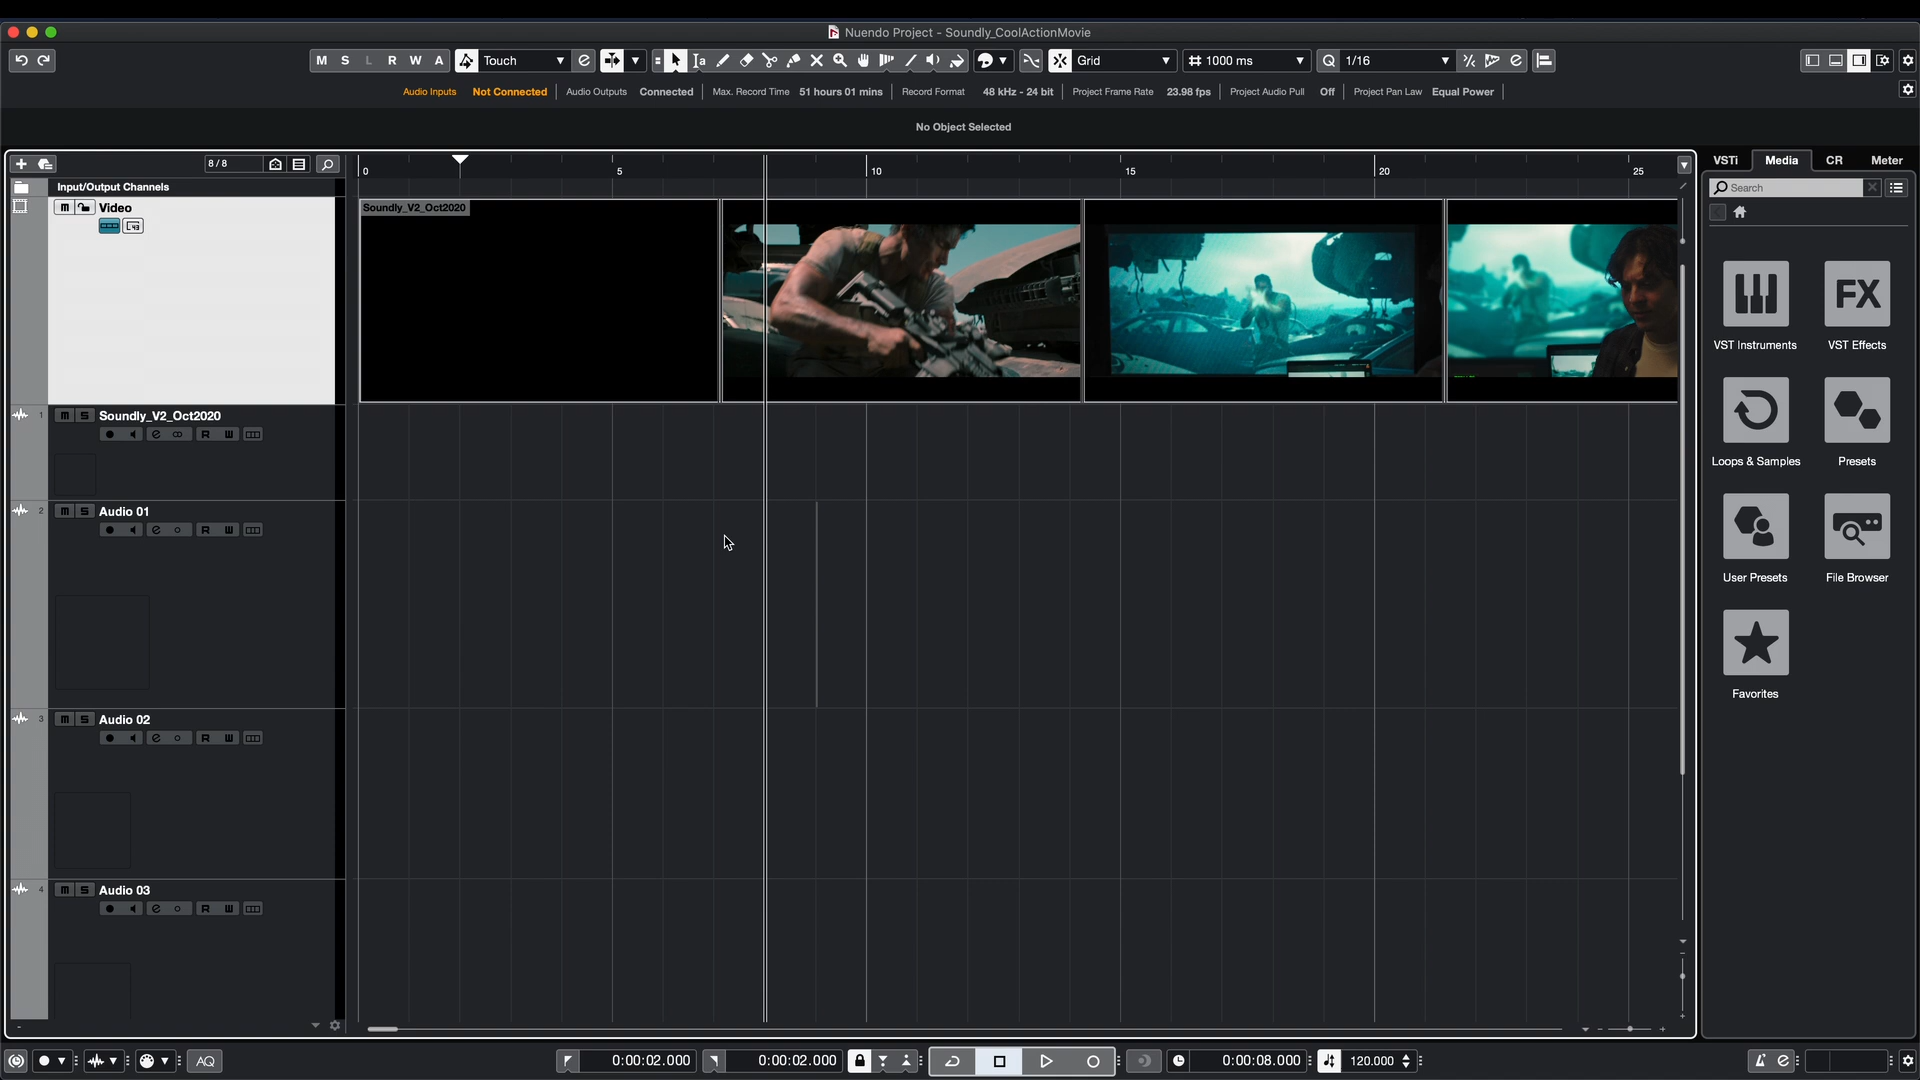 Nuendo Project - Soundly_CoolActionMovie
M S L R W A Touch Grid 1000 ms Q 1/16
Audio Inputs Not Connected Audio Outputs Connected Max. Record Time 51 hours 01 mins Record Format 48 kHz - 24 bit Project Frame Rate 23.98 fps Project Audio Pull Off Project Pan Law Equal Power
No Object Selected
8 / 8
0 5 10 15 20 25
VSTi Media CR Meter
Input/Output Channels
Search
m Video
Soundly_V2_Oct2020
VST Instruments VST Effects
1 m S Soundly_V2_Oct2020
e R W
Loops & Samples Presets
2 m S Audio 01
e R W
User Presets File Browser
Favorites
3 m S Audio 02
e R W
4 m S Audio 03
e R W
AQ 0:00:02.000 0:00:02.000 0:00:08.000 120.000